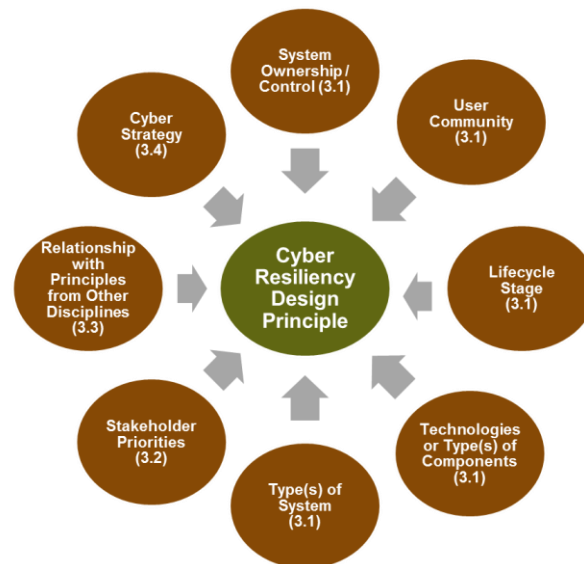 System
Ownership /
Control (3.1)
User
Community
(3.1)
Lifecycle
Stage
(3.1)
Technologies
or Type(s) of
Components
(3.1)
Type(s) of
System
(3.1)
Stakeholder
Priorities
(3.2)
Relationship
with
Principles
from Other
Disciplines
(3.3)
Cyber
Strategy
(3.4)
Cyber
Resiliency
Design
Principle